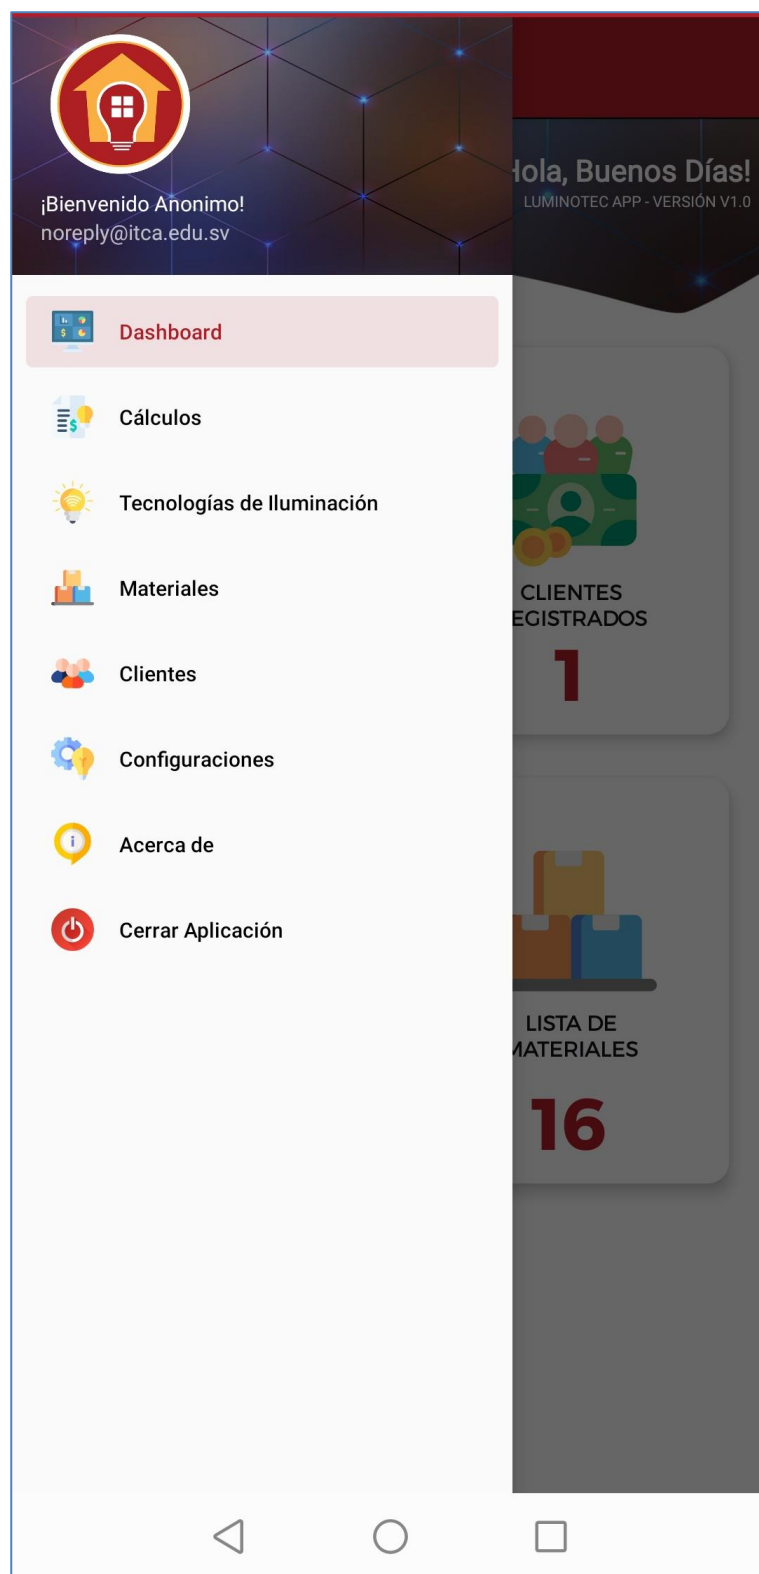 ¡Bienvenido Anonimo!
noreply@itca.edu.sv
Dashboard
Cálculos
Tecnologías de Iluminación
Materiales
Clientes
Configuraciones
Acerca de
Cerrar Aplicación
Hola, Buenos Días!
LUMINOTEC APP - VERSIÓN V1.0
CLIENTES
EGISTRADOS
1
LISTA DE
MATERIALES
16